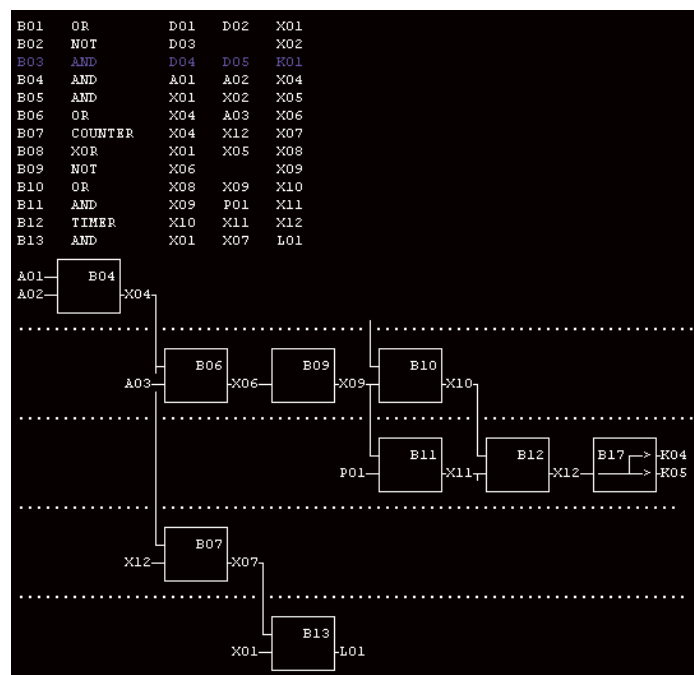 B01 OR D01 D02 X01
B02 NOT D03 X02
B03 AND D04 D05 K01
B04 AND A01 A02 X04
B05 AND X01 X02 X05
B06 OR X04 A03 X06
B07 COUNTER X04 X12 X07
B08 XOR X01 X05 X08
B09 NOT X06 X09
B10 OR X08 X09 X10
B11 AND X09 P01 X11
B12 TIMER X10 X11 X12
B13 AND X01 X07 L01
A01 B04
A02 X04
B06 B09 B10
A03 X06 X09 X10
B11 B12 B17 K04
P01 X11 X12 K05
B07
X12 X07
B13
X01 L01